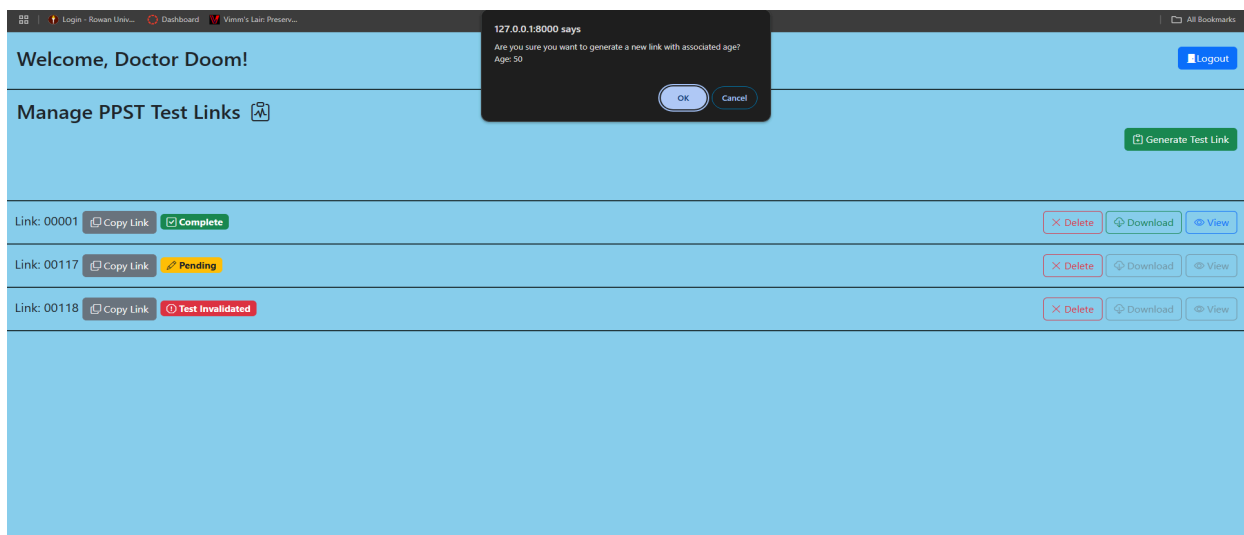 Login - Rowan Univ...
Dashboard
Vimm's Lair: Preserv...
All Bookmarks
127.0.0.1:8000 says
Are you sure you want to generate a new link with associated age?
Age: 50
OK
Cancel
Welcome, Doctor Doom!
Logout
Manage PPST Test Links
Generate Test Link
Link: 00001 Copy Link Complete Delete Download View
Link: 00117 Copy Link Pending Delete Download View
Link: 00118 Copy Link Test Invalidated Delete Download View